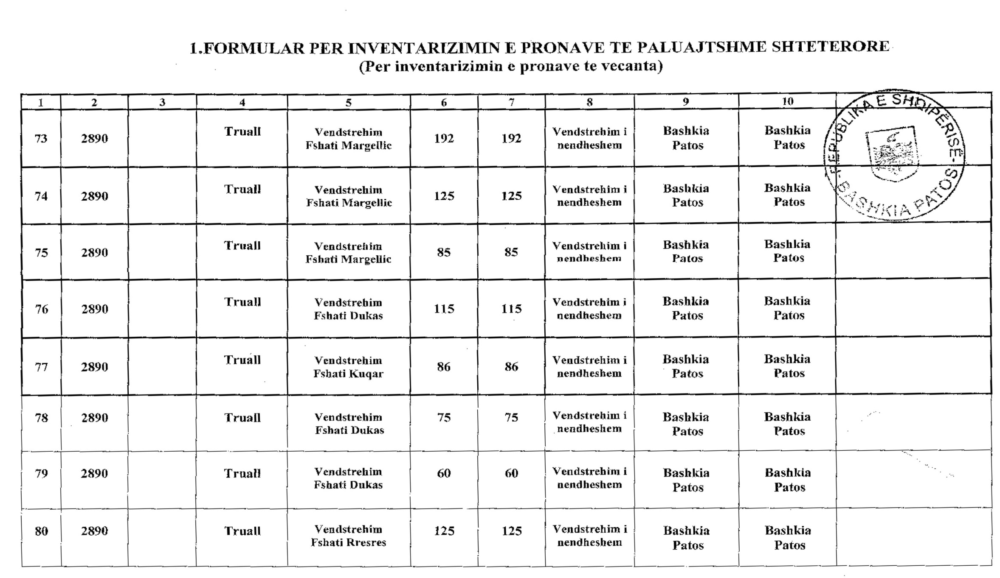 1.FORMULAR PER INVENTARIZIMIN E PRONAVE TE PALUAJTSHME SHTETERORE
(Per inventarizimin e pronave te vecanta)
1 2 3 4 5 6 7 8 9 10
73 2890 Truall Vendstrehim 192 192 Vendstrehim i Bashkia Bashkia
Fshati Margellic nendheshem Patos Patos
74 2890 Truall Vendstrehim 125 125 Vendstrehim i Bashkia Bashkia
Fshati Margellic nendheshem Patos Patos
75 2890 Truall Vendstrehim 85 85 Vendstrehim i Bashkia Bashkia
Fshati Margellic nendheshem Patos Patos
76 2890 Truall Vendstrehim 115 115 Vendstrehim i Bashkia Bashkia
Fshati Dukas nendheshem Patos Patos
77 2890 Truall Vendstrehim 86 86 Vendstrehim i Bashkia Bashkia
Fshati Kuqar nendheshem Patos Patos
78 2890 Truall Vendstrehim 75 75 Vendstrehim i Bashkia Bashkia
Fshati Dukas nendheshem Patos Patos
79 2890 Truall Vendstrehim 60 60 Vendstrehim i Bashkia Bashkia
Fshati Dukas nendheshem Patos Patos
80 2890 Truall Vendstrehim 125 125 Vendstrehim i Bashkia Bashkia
Fshati Rresres nendheshem Patos Patos
REPUBLIKA E SHQIPËRISË-
-BASHKIA PATOS